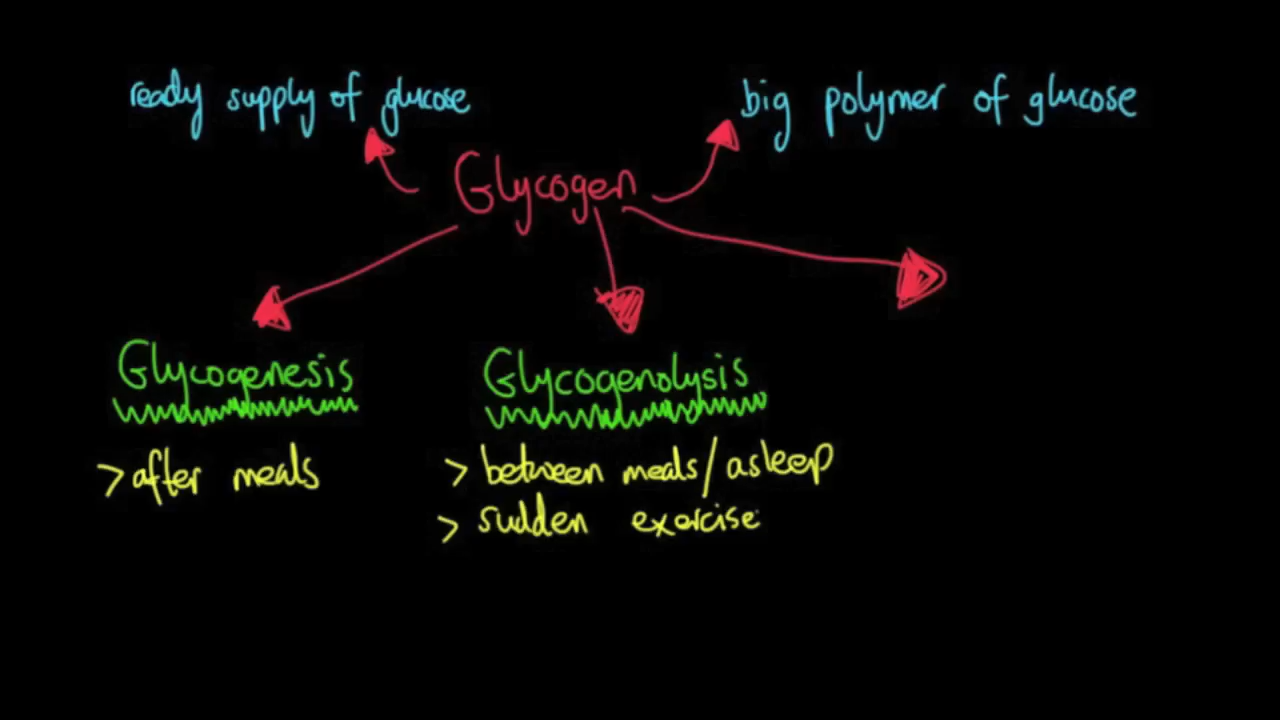 ready supply of glucose
big polymer of glucose
Glycogen
Glycogenesis
> after meals
Glycogenolysis
> between meals/asleep
> sudden exercise